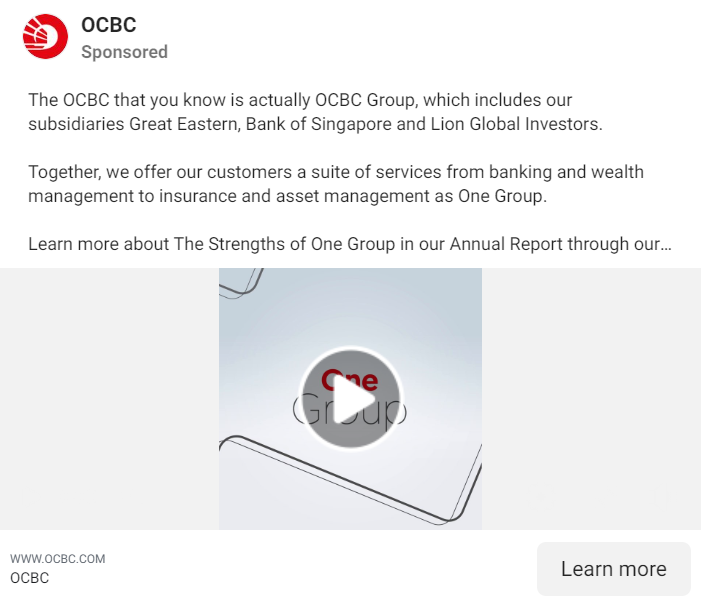 OCBC
Sponsored
The OCBC that you know is actually OCBC Group, which includes our
subsidiaries Great Eastern, Bank of Singapore and Lion Global Investors.
Together, we offer our customers a suite of services from banking and wealth
management to insurance and asset management as One Group.
Learn more about The Strengths of One Group in our Annual Report through our...
One
Group
WWW.OCBC.COM
OCBC
Learn more